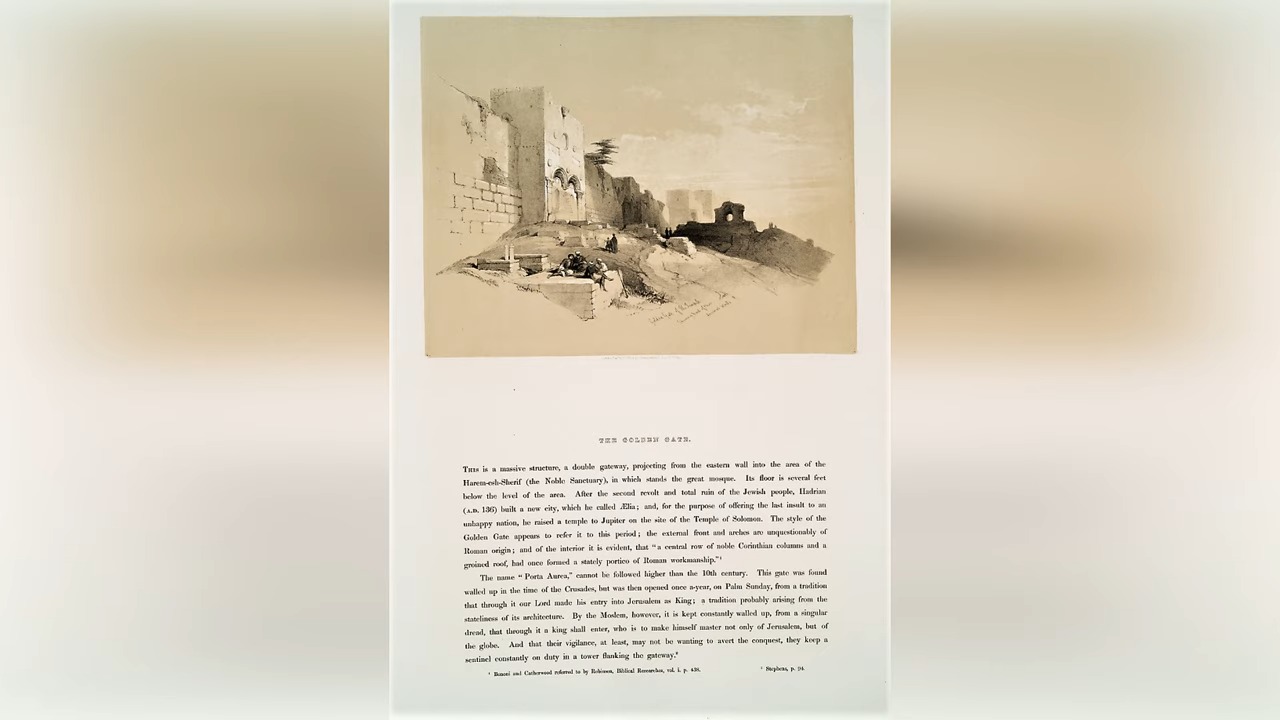 THE GOLDEN GATE.
THIS is a massive structure, a double gateway, projecting from the eastern wall into the area of the
Harem-esh-Sherif (the Noble Sanctuary), in which stands the great mosque. Its floor is several feet
below the level of the area. After the second revolt and total ruin of the Jewish people, Hadrian
(A.D. 136) built a new city, which he called Ælia; and, for the purpose of offering the last insult to an
unhappy nation, he raised a temple to Jupiter on the site of the Temple of Solomon. The style of the
Golden Gate appears to refer it to this period; the external front and arches are unquestionably of
Roman origin; and of the interior it is evident, that "a central row of noble Corinthian columns and a
groined roof, had once formed a stately portico of Roman workmanship."¹
The name "Porta Aurea," cannot be followed higher than the 10th century. This gate was found
walled up in the time of the Crusades, but was then opened once a-year, on Palm Sunday, from a tradition
that through it our Lord made his entry into Jerusalem as King; a tradition probably arising from the
stateliness of its architecture. By the Moslem, however, it is kept constantly walled up, from a singular
dread, that through it a king shall enter, who is to make himself master not only of Jerusalem, but of
the globe. And that their vigilance, at least, may not be wanting to avert the conquest, they keep a
sentinel constantly on duty in a tower flanking the gateway.²
¹ Bonomi and Catherwood referred to by Robinson, Biblical Researches, vol. i. p. 438. ² Stephens, p. 94.